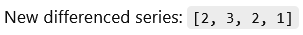 New differenced series: [2, 3, 2, 1]